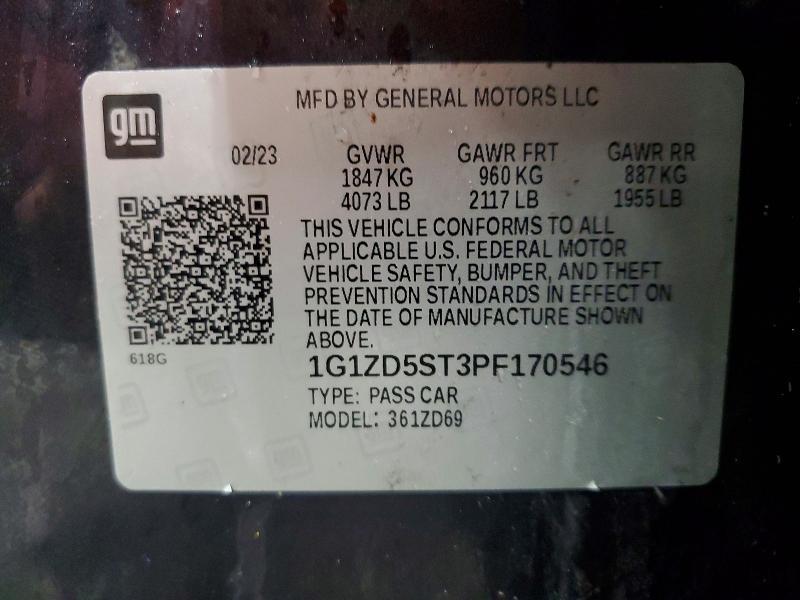 gm
MFD BY GENERAL MOTORS LLC
02/23 GVWR GAWR FRT GAWR RR
1847 KG 960 KG 887 KG
4073 LB 2117 LB 1955 LB
THIS VEHICLE CONFORMS TO ALL
APPLICABLE U.S. FEDERAL MOTOR
VEHICLE SAFETY, BUMPER, AND THEFT
PREVENTION STANDARDS IN EFFECT ON
THE DATE OF MANUFACTURE SHOWN
ABOVE.
618G
1G1ZD5ST3PF170546
TYPE: PASS CAR
MODEL: 361ZD69